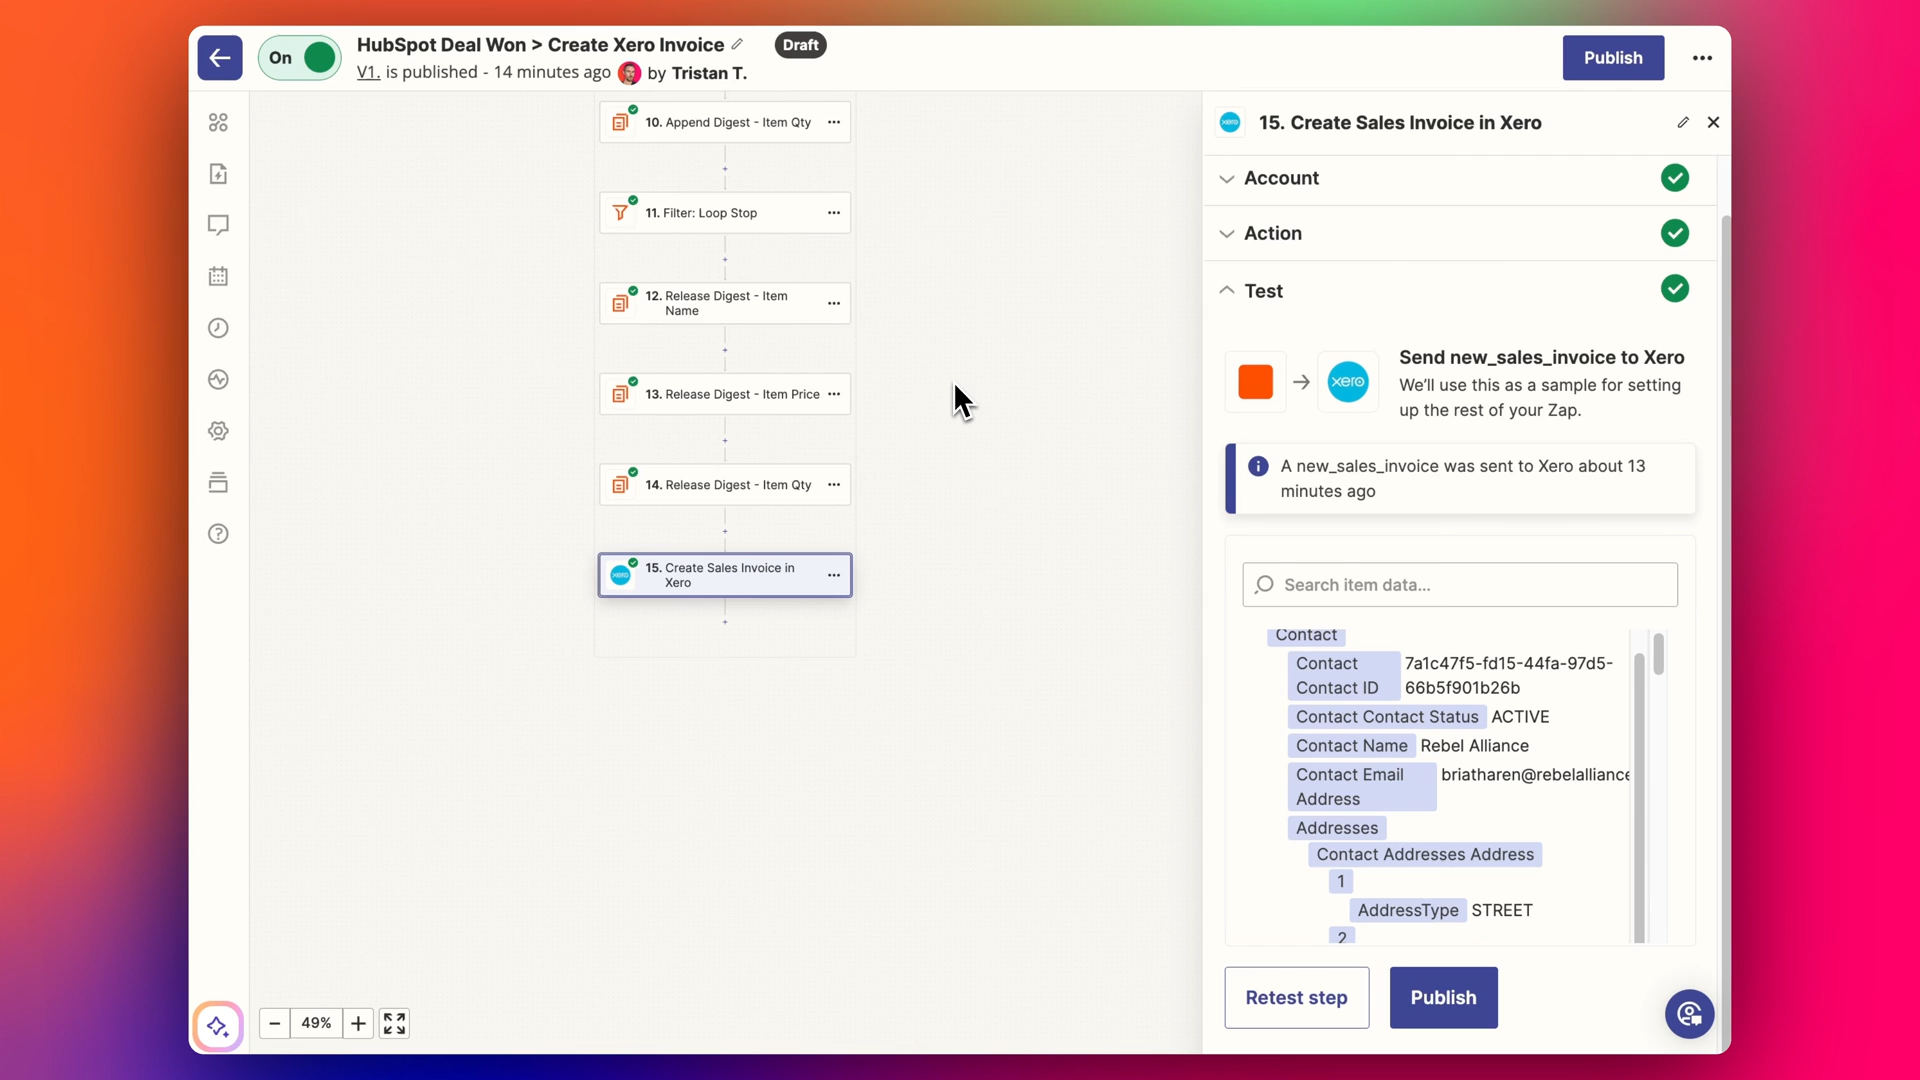 On
HubSpot Deal Won > Create Xero Invoice
Draft
V1. is published - 14 minutes ago by Tristan T.
Publish
10. Append Digest - Item Qty
11. Filter: Loop Stop
12. Release Digest - Item
Name
13. Release Digest - Item Price
14. Release Digest - Item Qty
xero
15. Create Sales Invoice in
Xero
49%
xero
15. Create Sales Invoice in Xero
Account
Action
Test
xero
Send new_sales_invoice to Xero
We'll use this as a sample for setting
up the rest of your Zap.
A new_sales_invoice was sent to Xero about 13
minutes ago
Search item data...
Contact
Contact
Contact ID
7a1c47f5-fd15-44fa-97d5-
66b5f901b26b
Contact Contact Status ACTIVE
Contact Name Rebel Alliance
Contact Email
Address
briatharen@rebelalliance
Addresses
Contact Addresses Address
1
AddressType STREET
2
Retest step
Publish